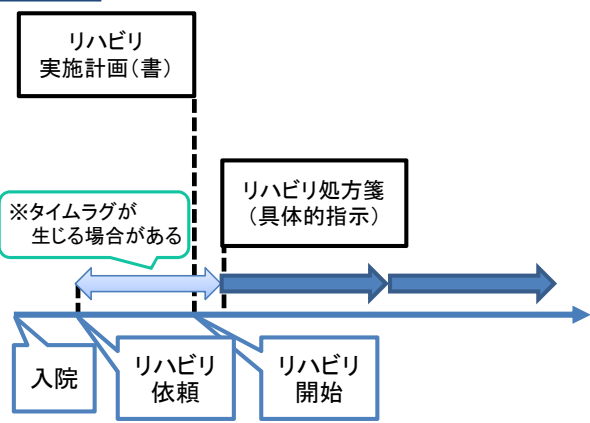 リハビリ
実施計画(書)
リハビリ処方箋
(具体的指示)
※タイムラグが
生じる場合がある
入院
リハビリ
依頼
リハビリ
開始